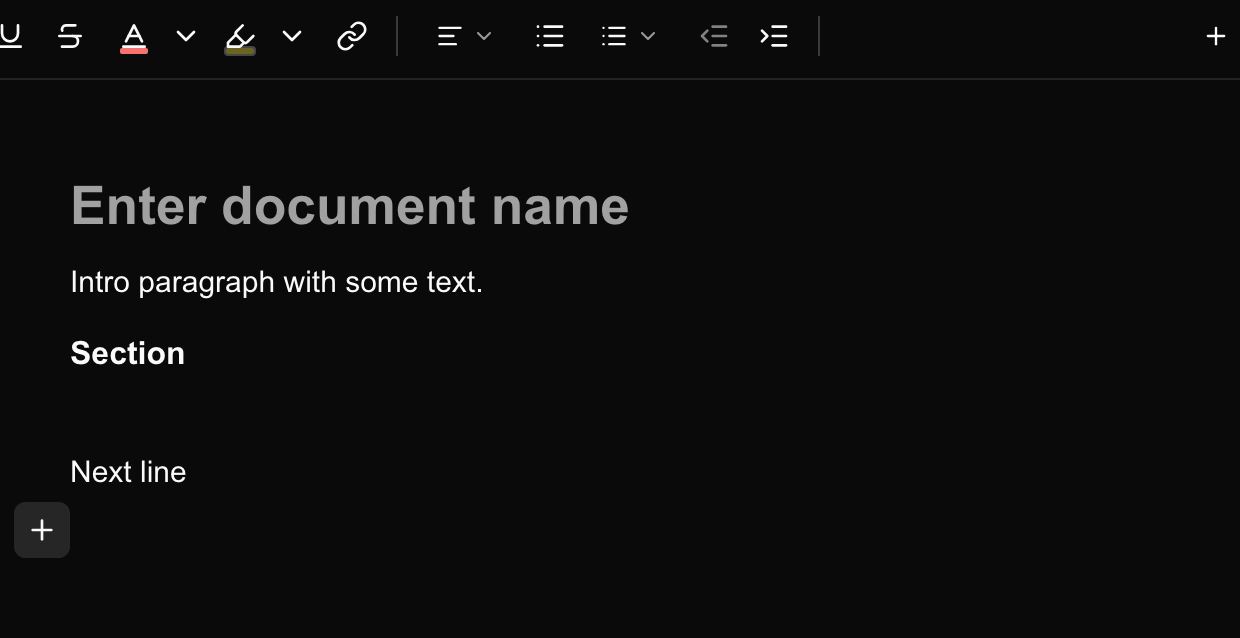 Enter document name
Intro paragraph with some text.
Section
Next line